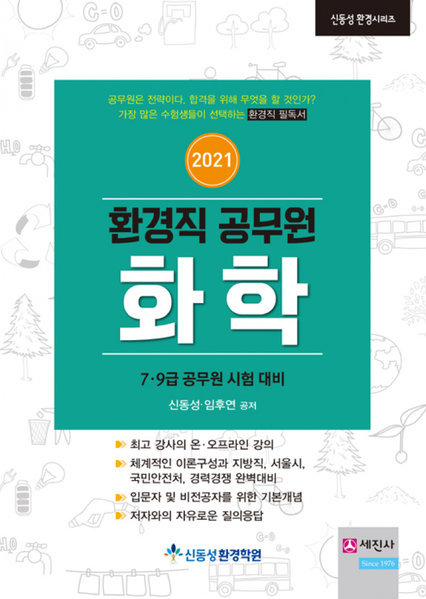 신동성 환경시리즈
공무원은 전략이다, 합격을 위해 무엇을 할 것인가?
가장 많은 수험생들이 선택하는 환경직 필독서
2021
환경직 공무원
화학
7·9급 공무원 시험 대비
신동성·임후연 공저
최고 강사의 온·오프라인 강의
체계적인 이론구성과 지방직, 서울시,
국민안전처, 경력경쟁 완벽대비
입문자 및 비전공자를 위한 기본개념
저자와의 자유로운 질의응답
신동성환경학원
세진사
Since 1976